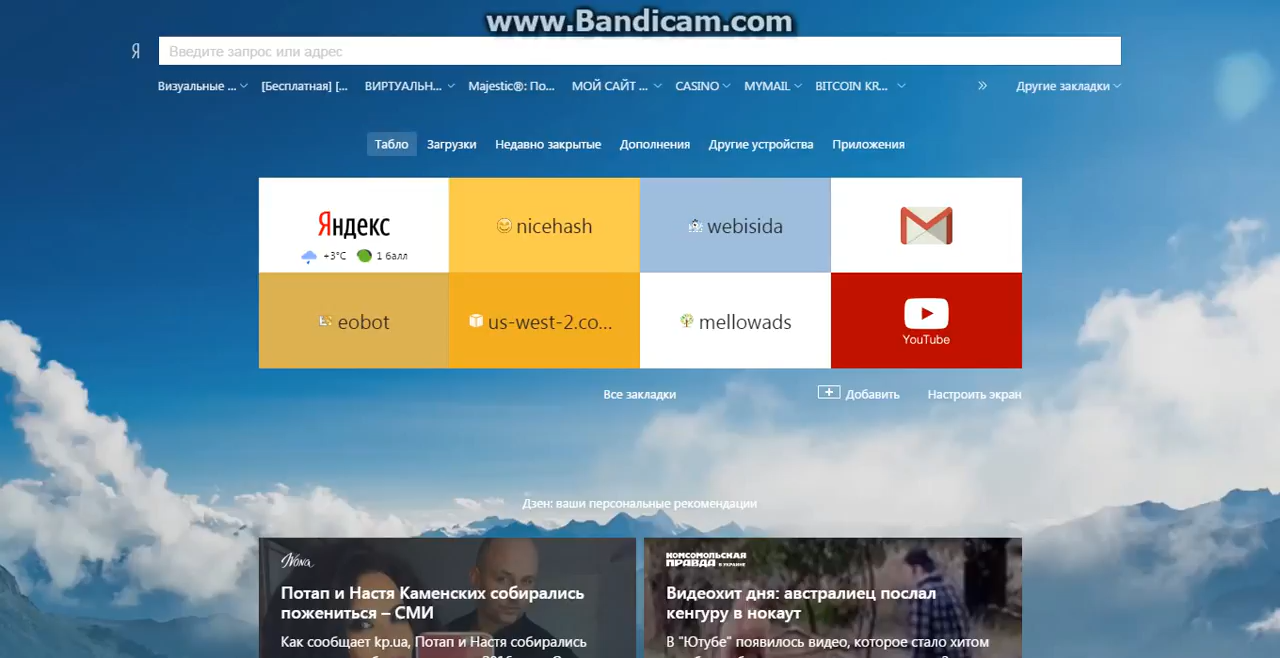 www.Bandicam.com
Я Введите запрос или адрес
Визуальные ... [Бесплатная] [... ВИРТУАЛЬН... Majestic®: По... МОЙ САЙТ ... CASINO MYMAIL BITCOIN KR... » Другие закладки
Табло Загрузки Недавно закрытые Дополнения Другие устройства Приложения
Яндекс nicehash webisida
+3°C 1 балл
eobot us-west-2.co... mellowads YouTube
Все закладки Добавить Настроить экран
Дзен: ваши персональные рекомендации
Wona
Потап и Настя Каменских собирались
пожениться – СМИ
Как сообщает kp.ua, Потап и Настя собирались
КОМСОМОЛЬСКАЯ
ПРАВДА В УКРАИНЕ
Видеохит дня: австралиец послал
кенгуру в нокаут
В "Ютубе" появилось видео, которое стало хитом